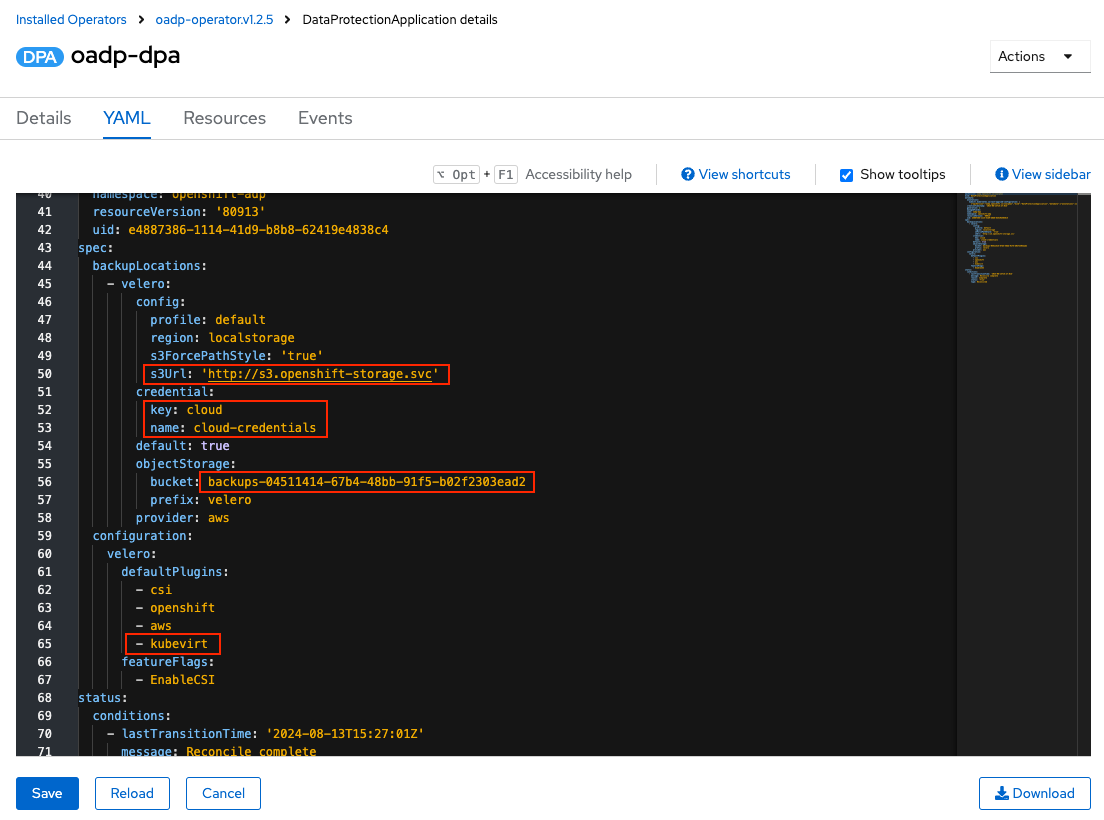 Installed Operators > oadp-operator.v1.2.5 > DataProtectionApplication details
DPA oadp-dpa
Actions
Details YAML Resources Events
⌥ Opt + F1 Accessibility help View shortcuts Show tooltips View sidebar
40 namespace: openshift-adp
41 resourceVersion: '80913'
42 uid: e4887386-1114-41d9-b8b8-62419e4838c4
43 spec:
44 backupLocations:
45 - velero:
46 config:
47 profile: default
48 region: localstorage
49 s3ForcePathStyle: 'true'
50 s3Url: 'http://s3.openshift-storage.svc'
51 credential:
52 key: cloud
53 name: cloud-credentials
54 default: true
55 objectStorage:
56 bucket: backups-04511414-67b4-48bb-91f5-b02f2303ead2
57 prefix: velero
58 provider: aws
59 configuration:
60 velero:
61 defaultPlugins:
62 - csi
63 - openshift
64 - aws
65 - kubevirt
66 featureFlags:
67 - EnableCSI
68 status:
69 conditions:
70 - lastTransitionTime: '2024-08-13T15:27:01Z'
71 message: Reconcile complete
Save Reload Cancel Download